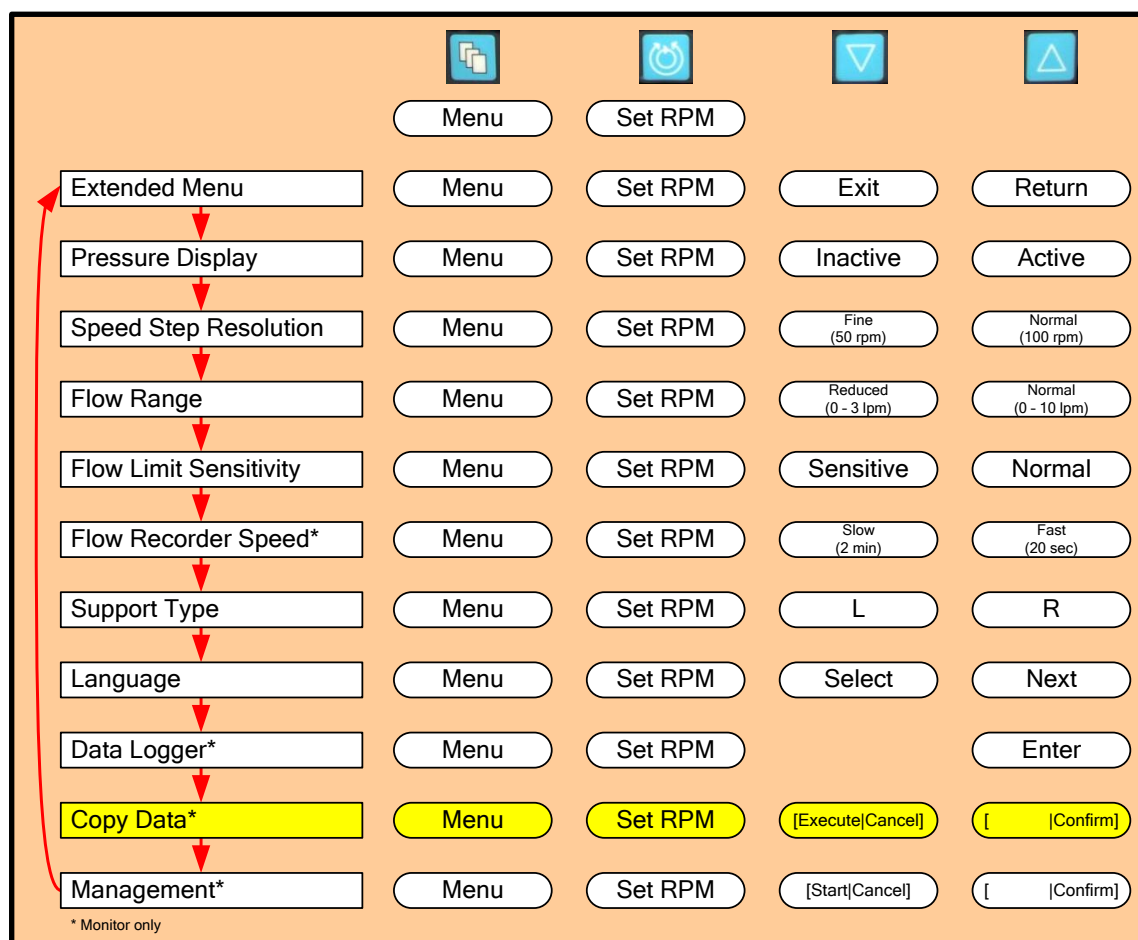 Menu Set RPM
Extended Menu Menu Set RPM Exit Return
Pressure Display Menu Set RPM Inactive Active
Speed Step Resolution Menu Set RPM Fine (50 rpm) Normal (100 rpm)
Flow Range Menu Set RPM Reduced (0 - 3 lpm) Normal (0 - 10 lpm)
Flow Limit Sensitivity Menu Set RPM Sensitive Normal
Flow Recorder Speed* Menu Set RPM Slow (2 min) Fast (20 sec)
Support Type Menu Set RPM L R
Language Menu Set RPM Select Next
Data Logger* Menu Set RPM Enter
Copy Data* Menu Set RPM [Execute|Cancel] [ |Confirm]
Management* Menu Set RPM [Start|Cancel] [ |Confirm]
* Monitor only